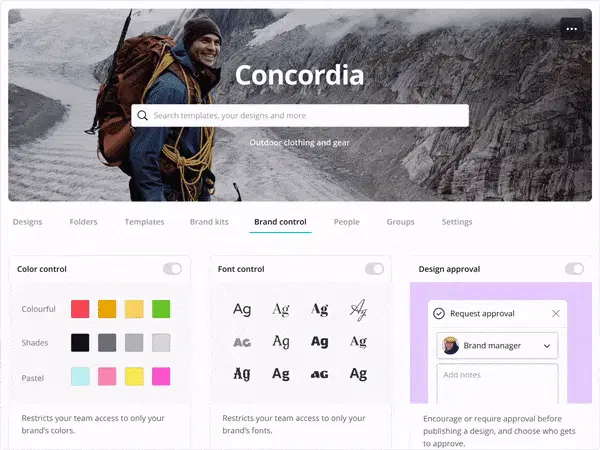 Concordia
Search templates, your designs and more
Outdoor clothing and gear
Designs Folders Templates Brand kits Brand control People Groups Settings
Color control
Colourful
Shades
Pastel
Restricts your team access to only your
brand's colors.
Font control
Ag Ag Ag Ag
AG Ag Ag Ag
Ag Ag aG Ag
Restricts your team access to only your
brand's fonts.
Design approval
Request approval
Brand manager
Add notes
Encourage or require approval before
publishing a design, and choose who gets
to approve.